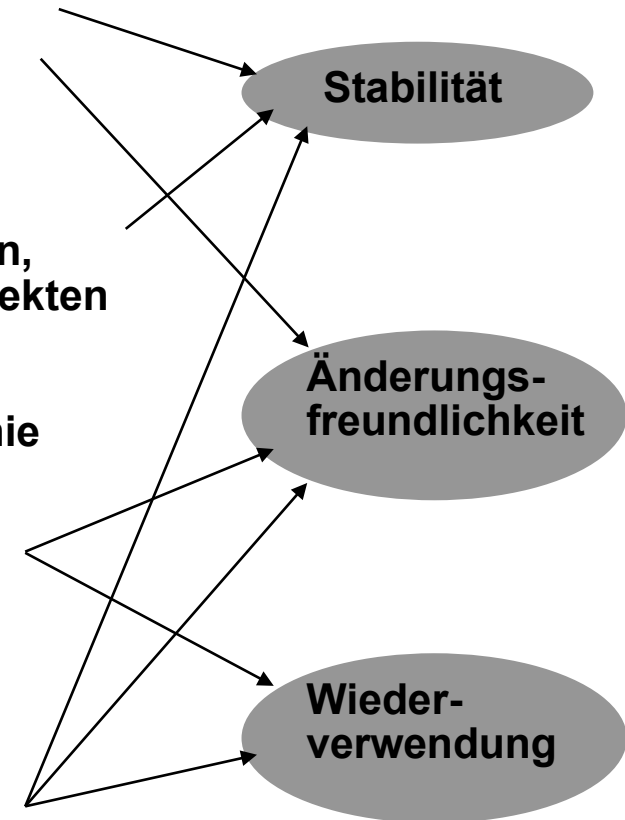 Stabilität
n,
ekten
Änderungs-
freundlichkeit
nie
Wieder-
verwendung